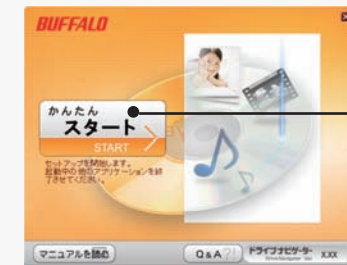 BUFFALO
かんたん
スタート
START
セットアップを開始します。
起動中の他のアプリケーションを終
了させてください。
マニュアルを読む
Q&A?!
ドライブナビゲーター
XXX